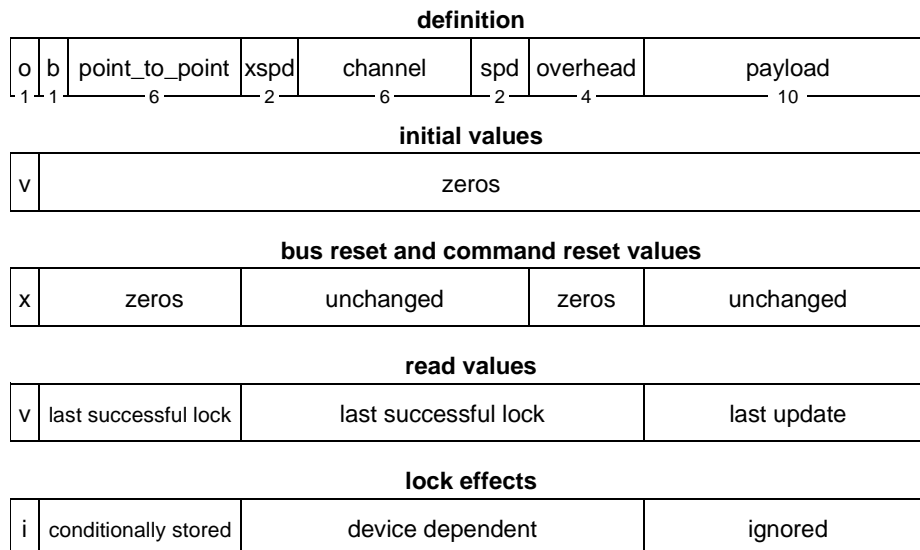 definition
o b point_to_point xspd channel spd overhead payload
1 1 6 2 6 2 4 10
initial values
v zeros
bus reset and command reset values
x zeros unchanged zeros unchanged
read values
v last successful lock last successful lock last update
lock effects
i conditionally stored device dependent ignored